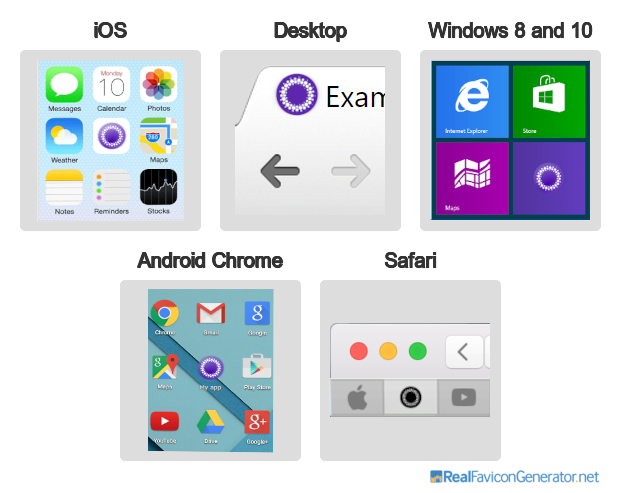 iOS
Desktop
Windows 8 and 10
Monday
10
Messages Calendar Photos
280
Weather Maps
Notes Reminders Stocks
Exam
Internet Explorer Store
Maps
Android Chrome
Safari
Chrome Gmail Google
Maps My app Play Store
YouTube Drive Google+
RealFaviconGenerator.net